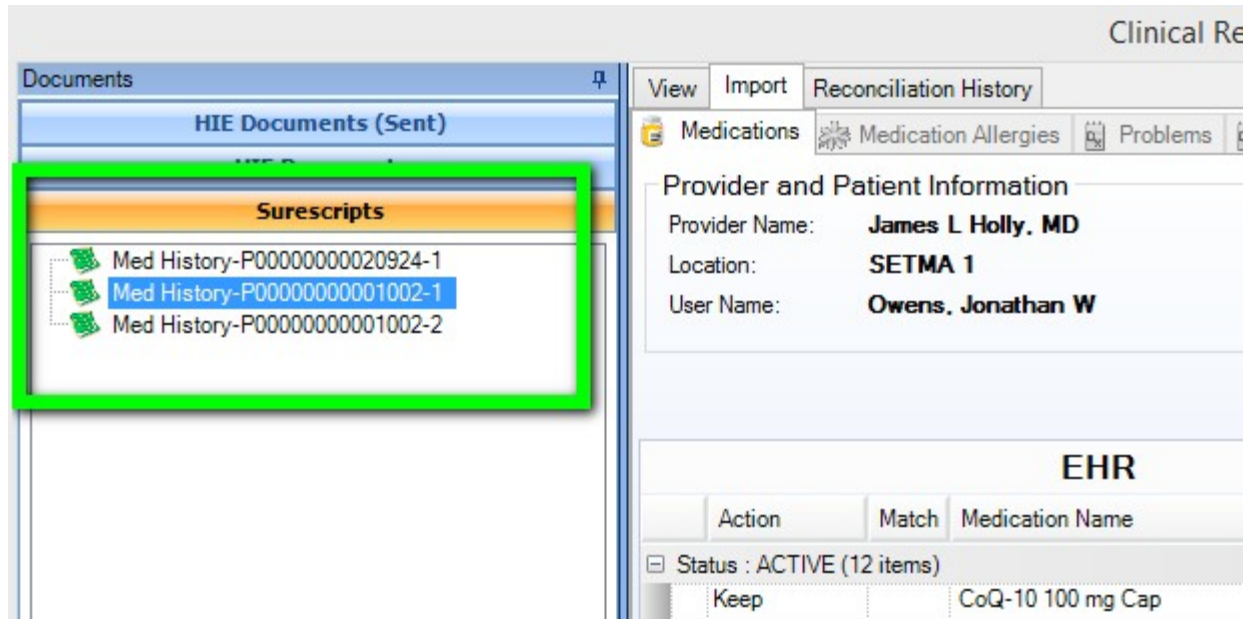 Clinical Re
Documents
HIE Documents (Sent)
Surescripts
Med History-P00000000020924-1
Med History-P00000000001002-1
Med History-P00000000001002-2
View Import Reconciliation History
Medications Medication Allergies Problems
Provider and Patient Information
Provider Name: James L Holly, MD
Location: SETMA 1
User Name: Owens, Jonathan W
EHR
Action Match Medication Name
Status : ACTIVE (12 items)
Keep CoQ-10 100 mg Cap